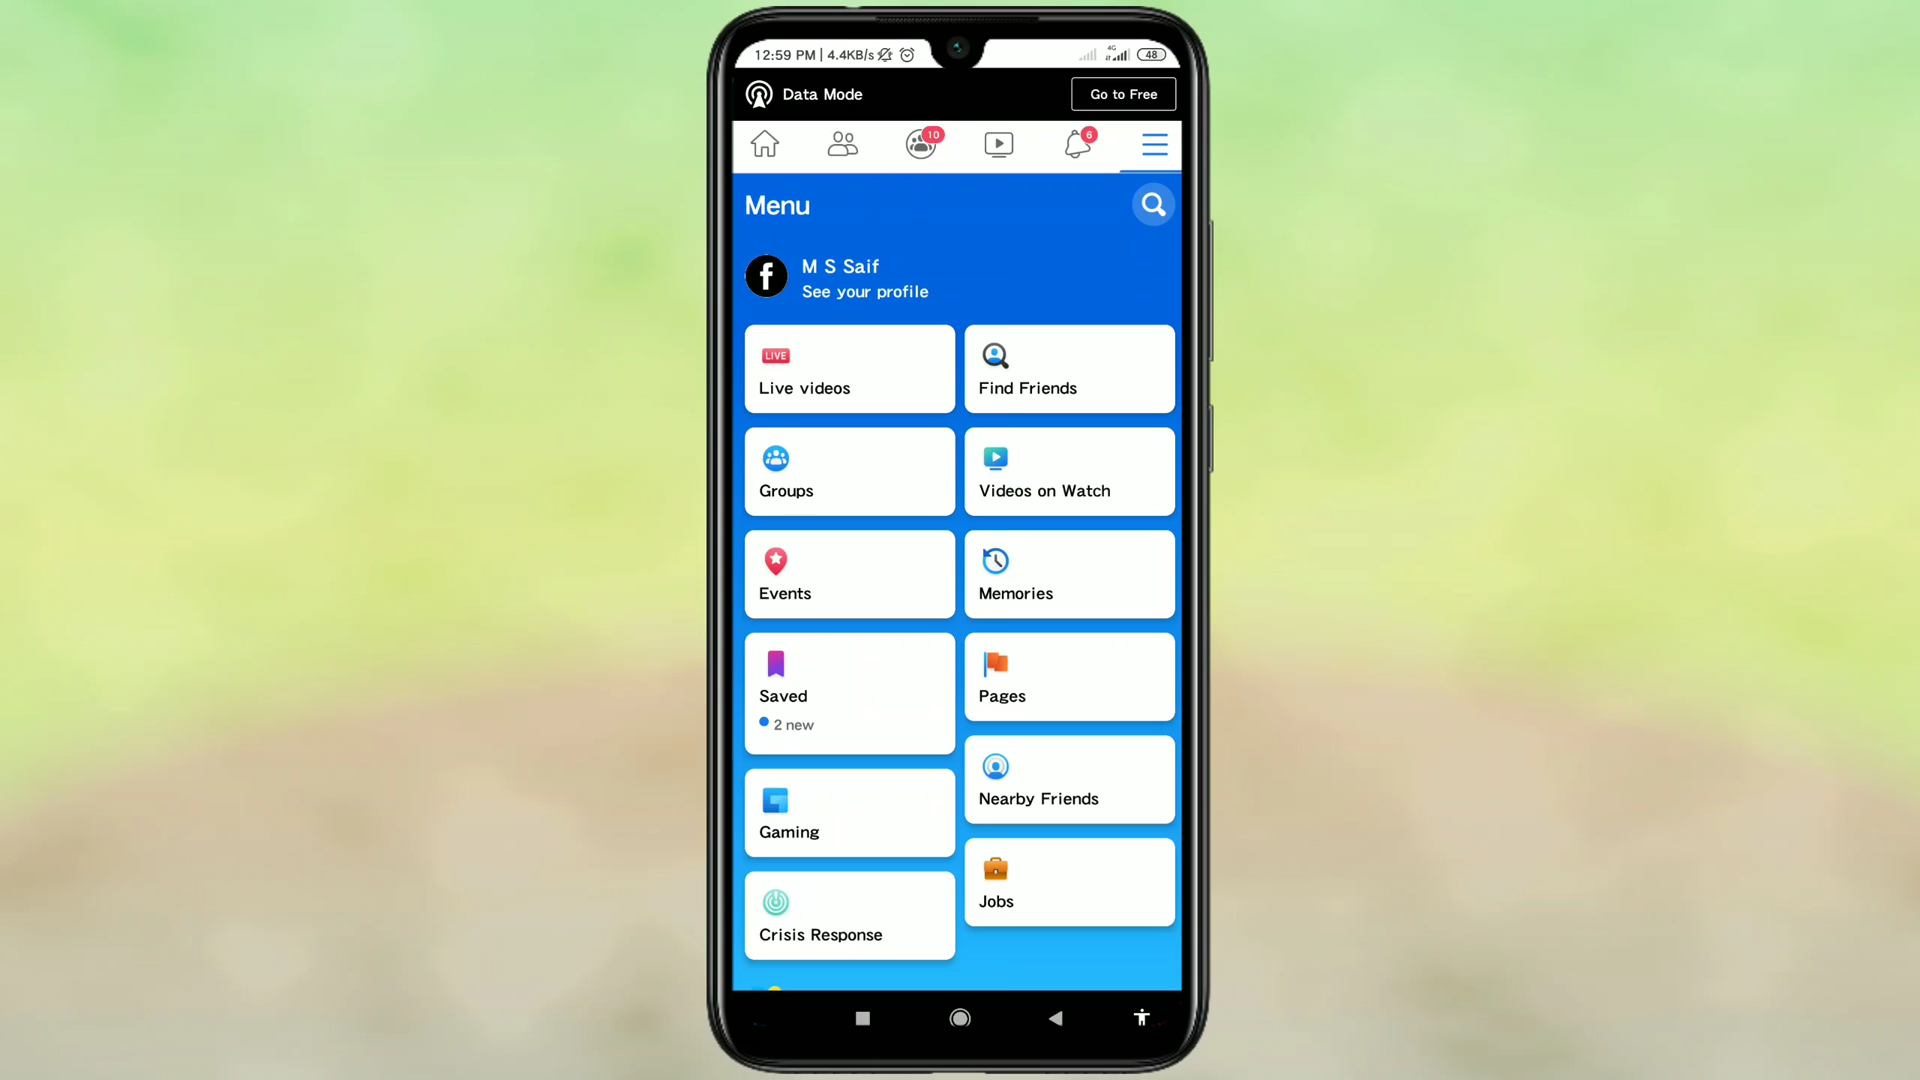 12:59 PM | 4.4KB/s
4G
48
Data Mode
Go to Free
10
6
Menu
M S Saif
See your profile
LIVE
Live videos
Find Friends
Groups
Videos on Watch
Events
Memories
Saved
2 new
Pages
Nearby Friends
Gaming
Jobs
Crisis Response